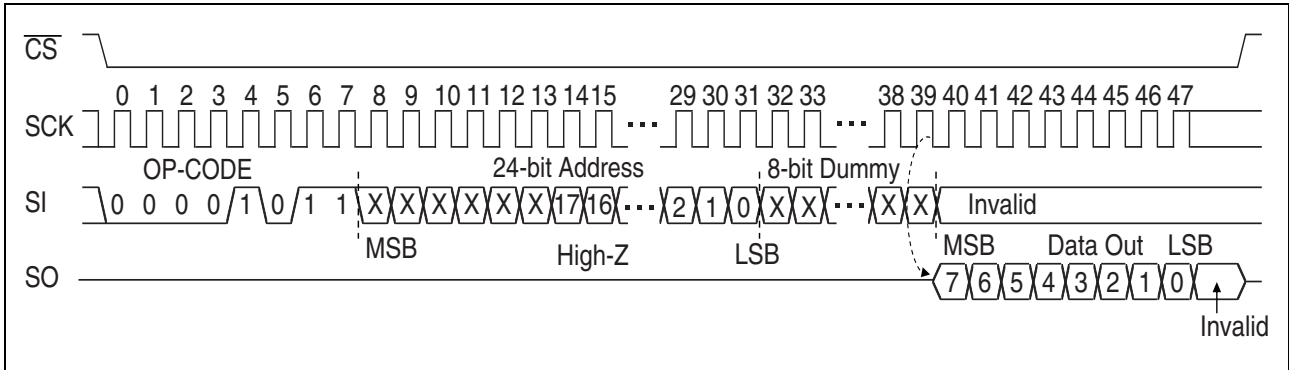 CS
0 1 2 3 4 5 6 7 8 9 10 11 12 13 14 15 29 30 31 32 33 38 39 40 41 42 43 44 45 46 47
SCK
OP-CODE 24-bit Address 8-bit Dummy
SI 0 0 0 0 1 0 1 1 X X X X X X 17 16 2 1 0 X X X X Invalid
MSB High-Z LSB MSB Data Out LSB
SO 7 6 5 4 3 2 1 0
Invalid